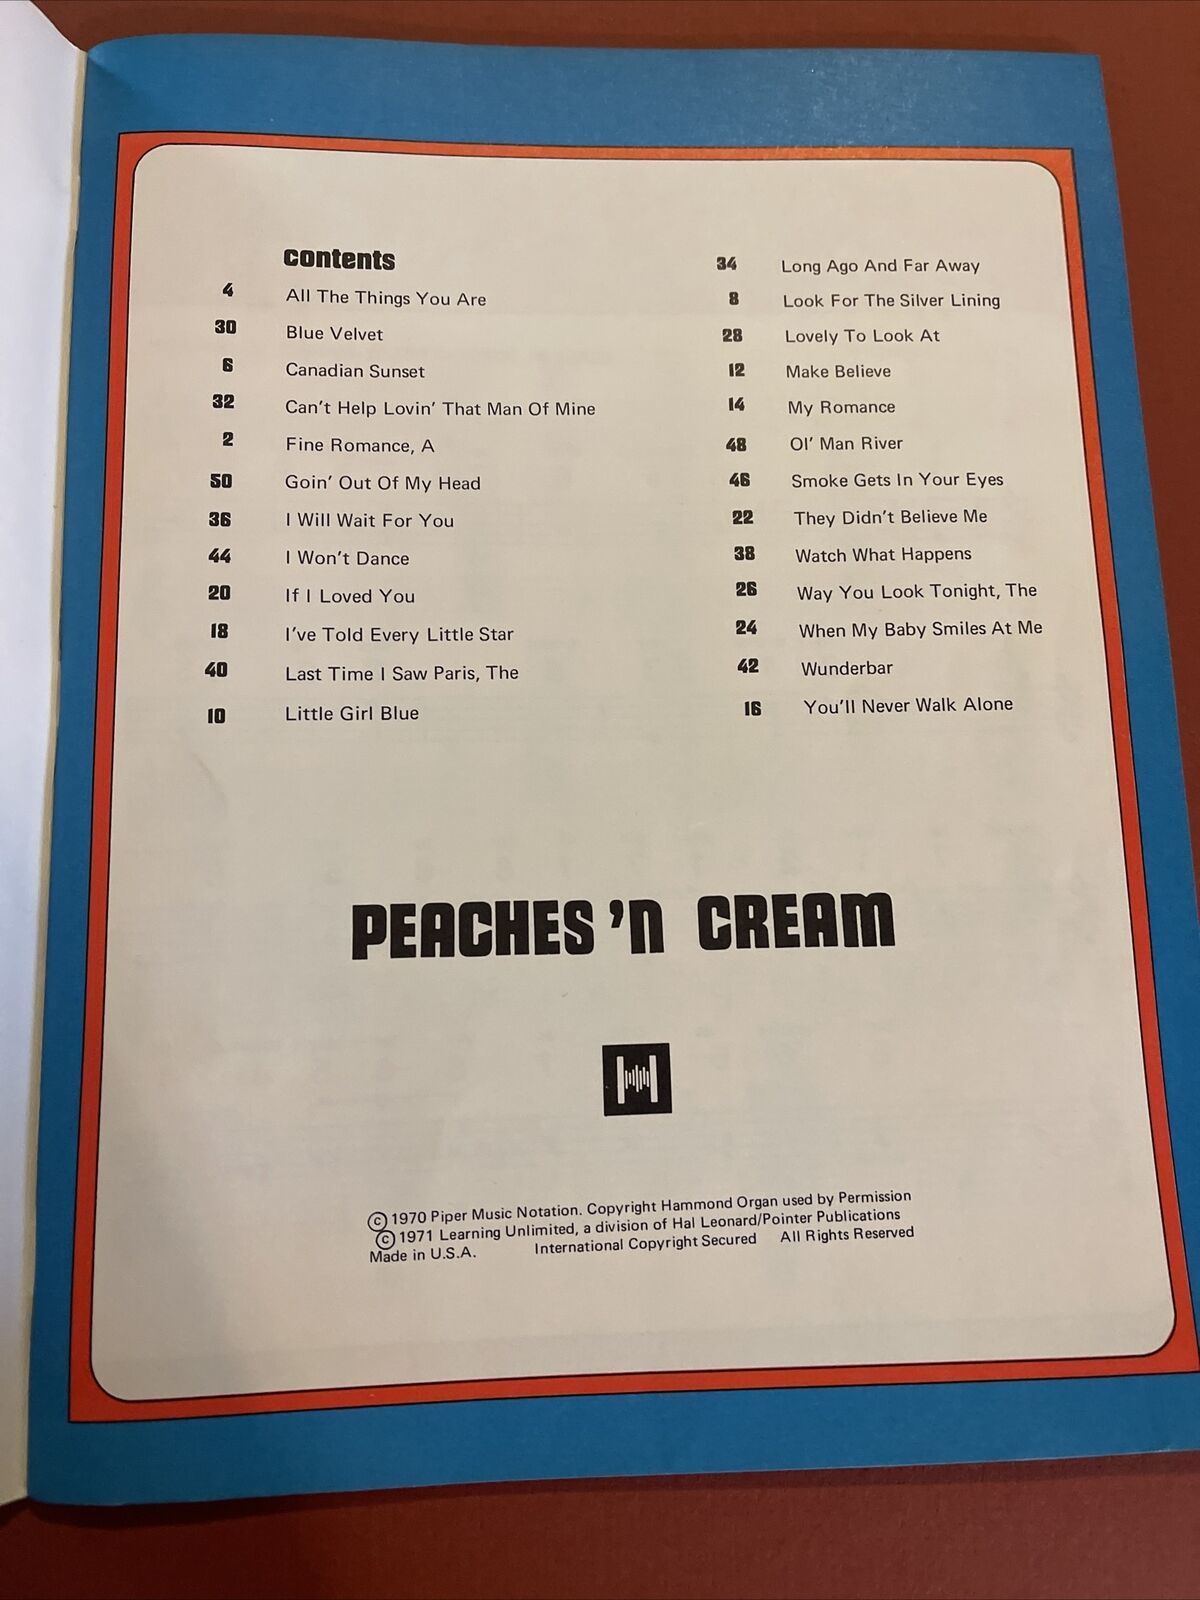 contents
4 All The Things You Are
30 Blue Velvet
6 Canadian Sunset
32 Can't Help Lovin' That Man Of Mine
2 Fine Romance, A
50 Goin' Out Of My Head
36 I Will Wait For You
44 I Won't Dance
20 If I Loved You
18 I've Told Every Little Star
40 Last Time I Saw Paris, The
10 Little Girl Blue
34 Long Ago And Far Away
8 Look For The Silver Lining
28 Lovely To Look At
12 Make Believe
14 My Romance
48 Ol' Man River
46 Smoke Gets In Your Eyes
22 They Didn't Believe Me
38 Watch What Happens
26 Way You Look Tonight, The
24 When My Baby Smiles At Me
42 Wunderbar
16 You'll Never Walk Alone
PEACHES 'N CREAM
© 1970 Piper Music Notation. Copyright Hammond Organ used by Permission
© 1971 Learning Unlimited, a division of Hal Leonard/Pointer Publications
Made in U.S.A. International Copyright Secured All Rights Reserved